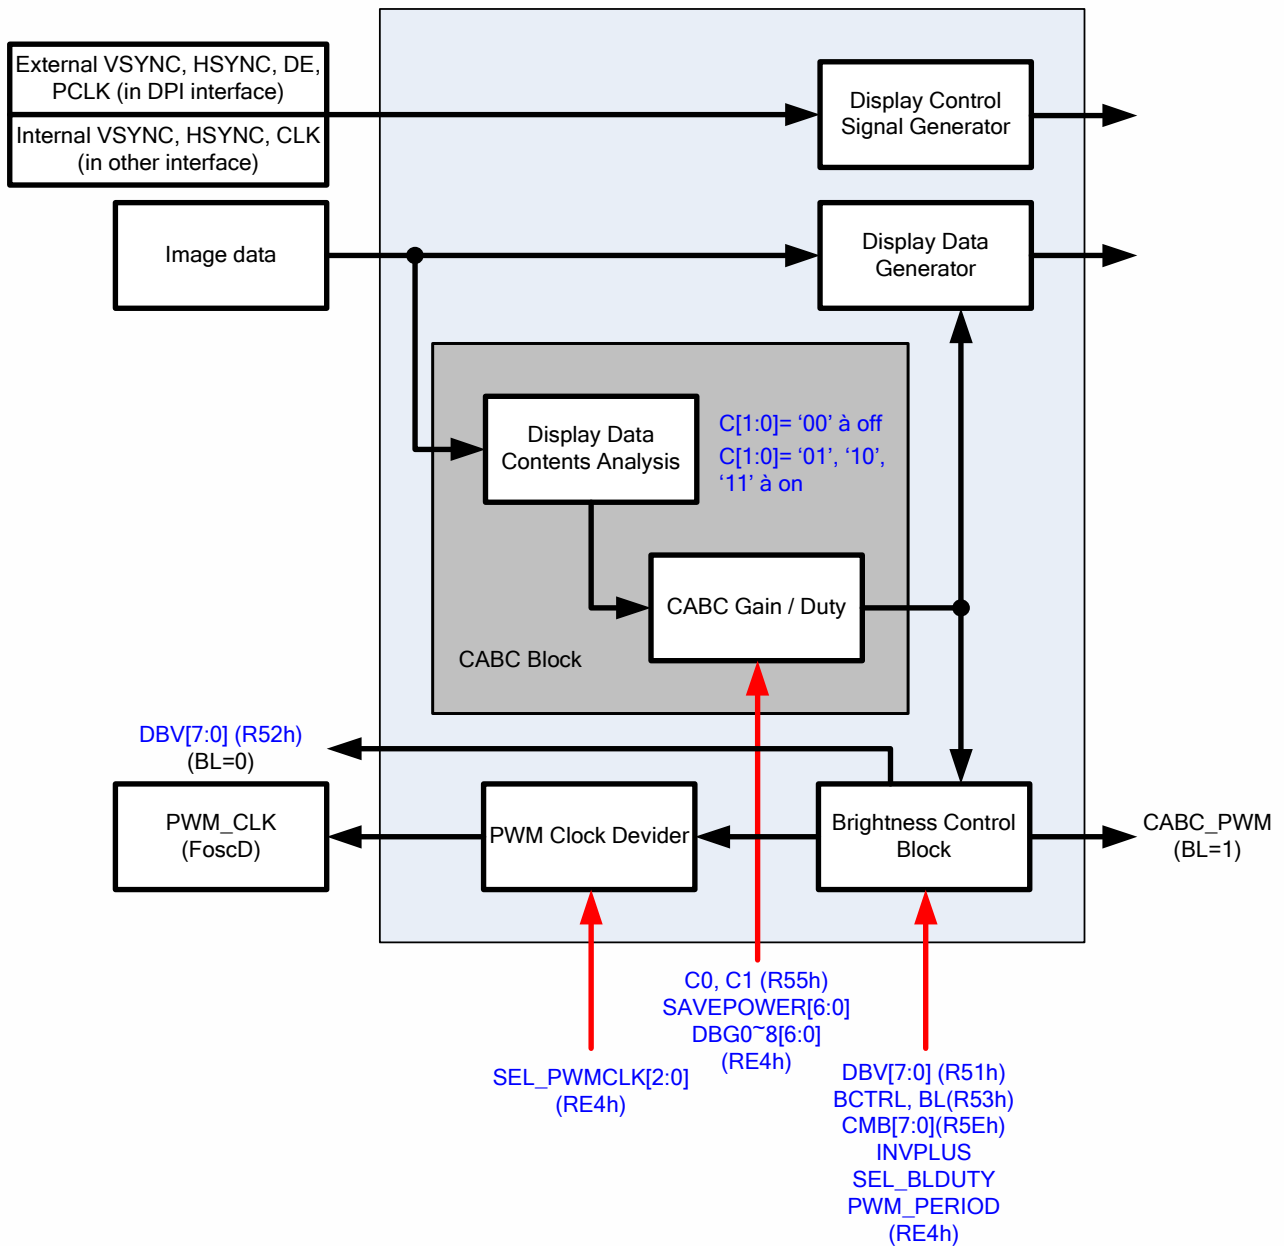 External VSYNC, HSYNC, DE,
PCLK (in DPI interface)
Internal VSYNC, HSYNC, CLK
(in other interface)
Display Control
Signal Generator
Image data
Display Data
Generator
Display Data
Contents Analysis
C[1:0]= ‘00’ à off
C[1:0]= ‘01’, ‘10’,
‘11’ à on
CABC Gain / Duty
CABC Block
DBV[7:0] (R52h)
(BL=0)
PWM_CLK
(FoscD)
PWM Clock Devider
Brightness Control
Block
CABC_PWM
(BL=1)
C0, C1 (R55h)
SAVEPOWER[6:0]
DBG0~8[6:0]
(RE4h)
SEL_PWMCLK[2:0]
(RE4h)
DBV[7:0] (R51h)
BCTRL, BL(R53h)
CMB[7:0](R5Eh)
INVPLUS
SEL_BLDUTY
PWM_PERIOD
(RE4h)